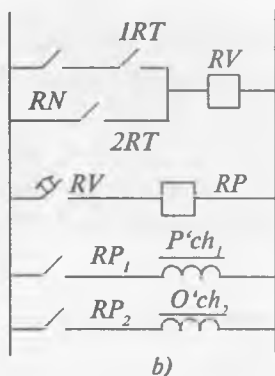 1RT
RV
RN
2RT
RV RP
RP₁ P'ch₁
RP₂ O'ch₂
b)